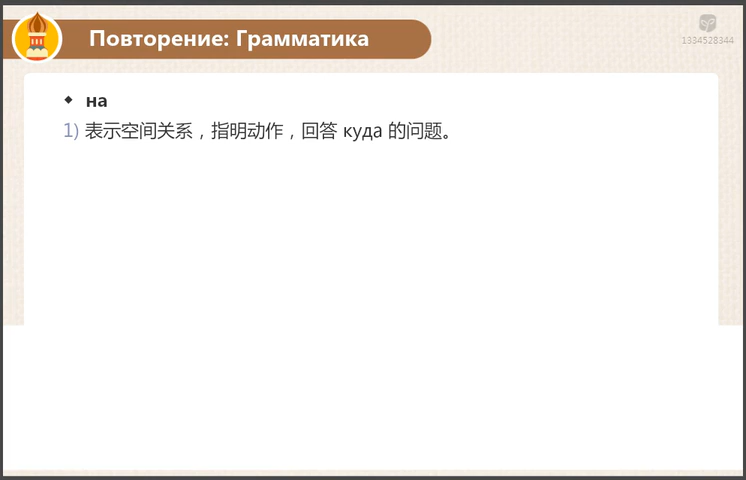 Повторение: Грамматика
1334528344
◆ на
1) 表示空间关系，指明动作，回答 куда 的问题。